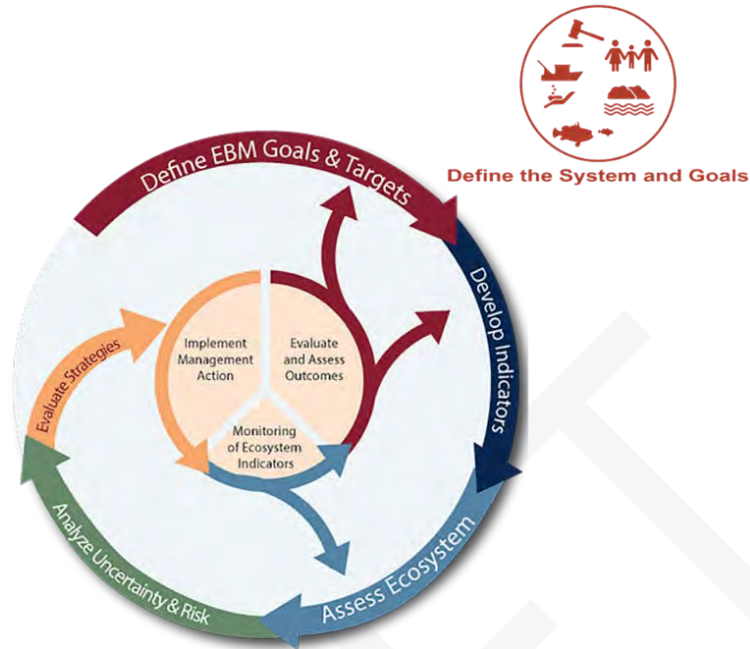 Define the System and Goals
Define EBM Goals & Targets
Develop Indicators
Assess Ecosystem
Analyze Uncertainty & Risk
Evaluate Strategies
Implement
Management
Action
Evaluate
and Assess
Outcomes
Monitoring
of Ecosystem
Indicators